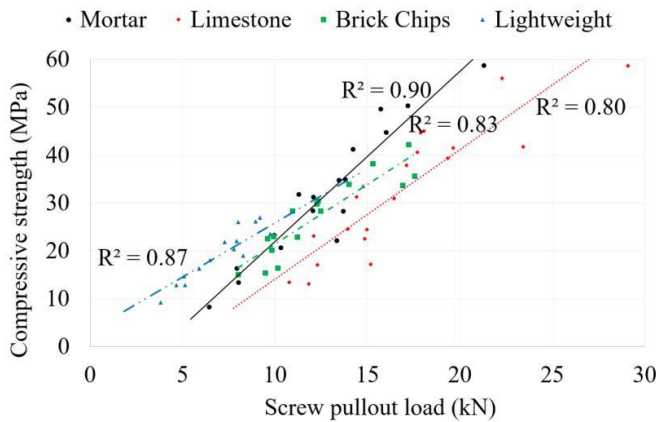 Mortar Limestone Brick Chips Lightweight
60
R² = 0.90
50
R² = 0.83
R² = 0.80
40
30
20
R² = 0.87
10
0
0 5 10 15 20 25 30
Compressive strength (MPa)
Screw pullout load (kN)